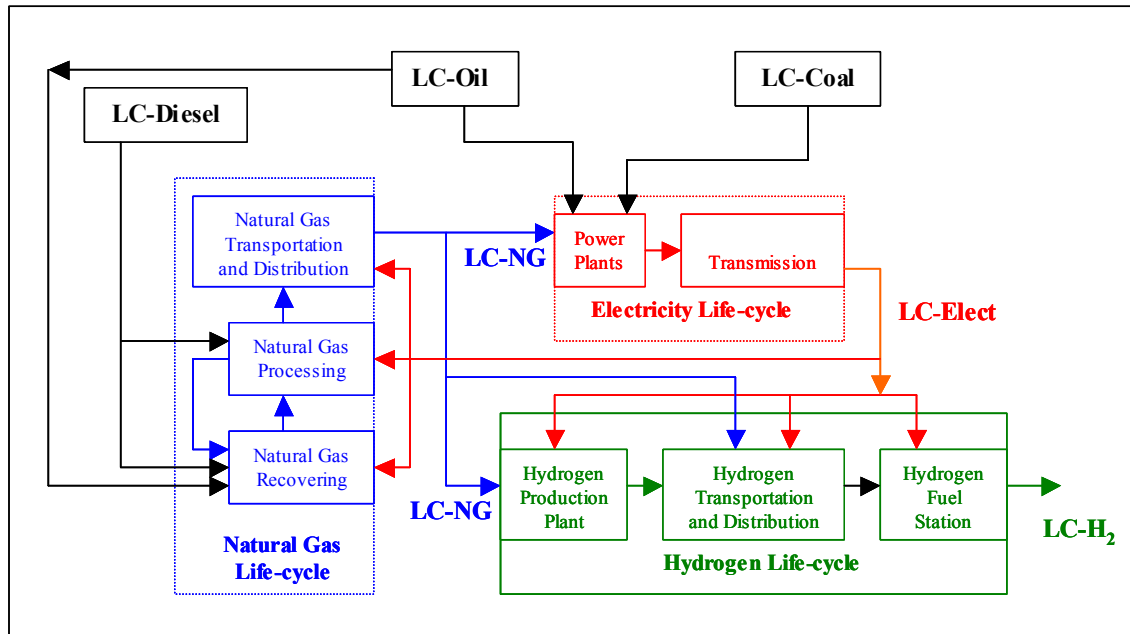 LC-Oil
LC-Coal
LC-Diesel
Natural Gas
Transportation
and Distribution
LC-NG
Power
Plants
Transmission
Electricity Life-cycle
LC-Elect
Natural Gas
Processing
Natural Gas
Recovering
Natural Gas
Life-cycle
LC-NG
Hydrogen
Production
Plant
Hydrogen
Transportation
and Distribution
Hydrogen
Fuel
Station
Hydrogen Life-cycle
LC-H₂